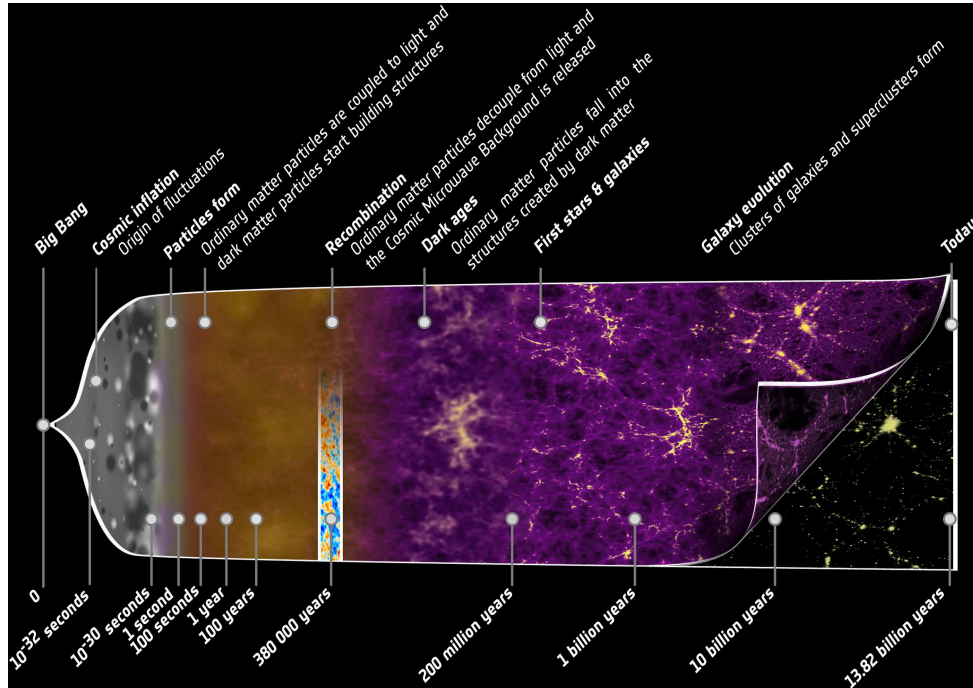 Big Bang
Cosmic inflation
Origin of fluctuations
Particles form
Ordinary matter particles are coupled to light and
dark matter particles start building structures
Recombination
Ordinary matter particles decouple from light and
the Cosmic Microwave Background is released
Dark ages
Ordinary matter particles fall into the
structures created by dark matter
First stars & galaxies
Galaxy evolution
Clusters of galaxies and superclusters form
Today
0
10-32 seconds
10-30 seconds
1 second
100 seconds
1 year
100 years
380 000 years
200 million years
1 billion years
10 billion years
13.82 billion years